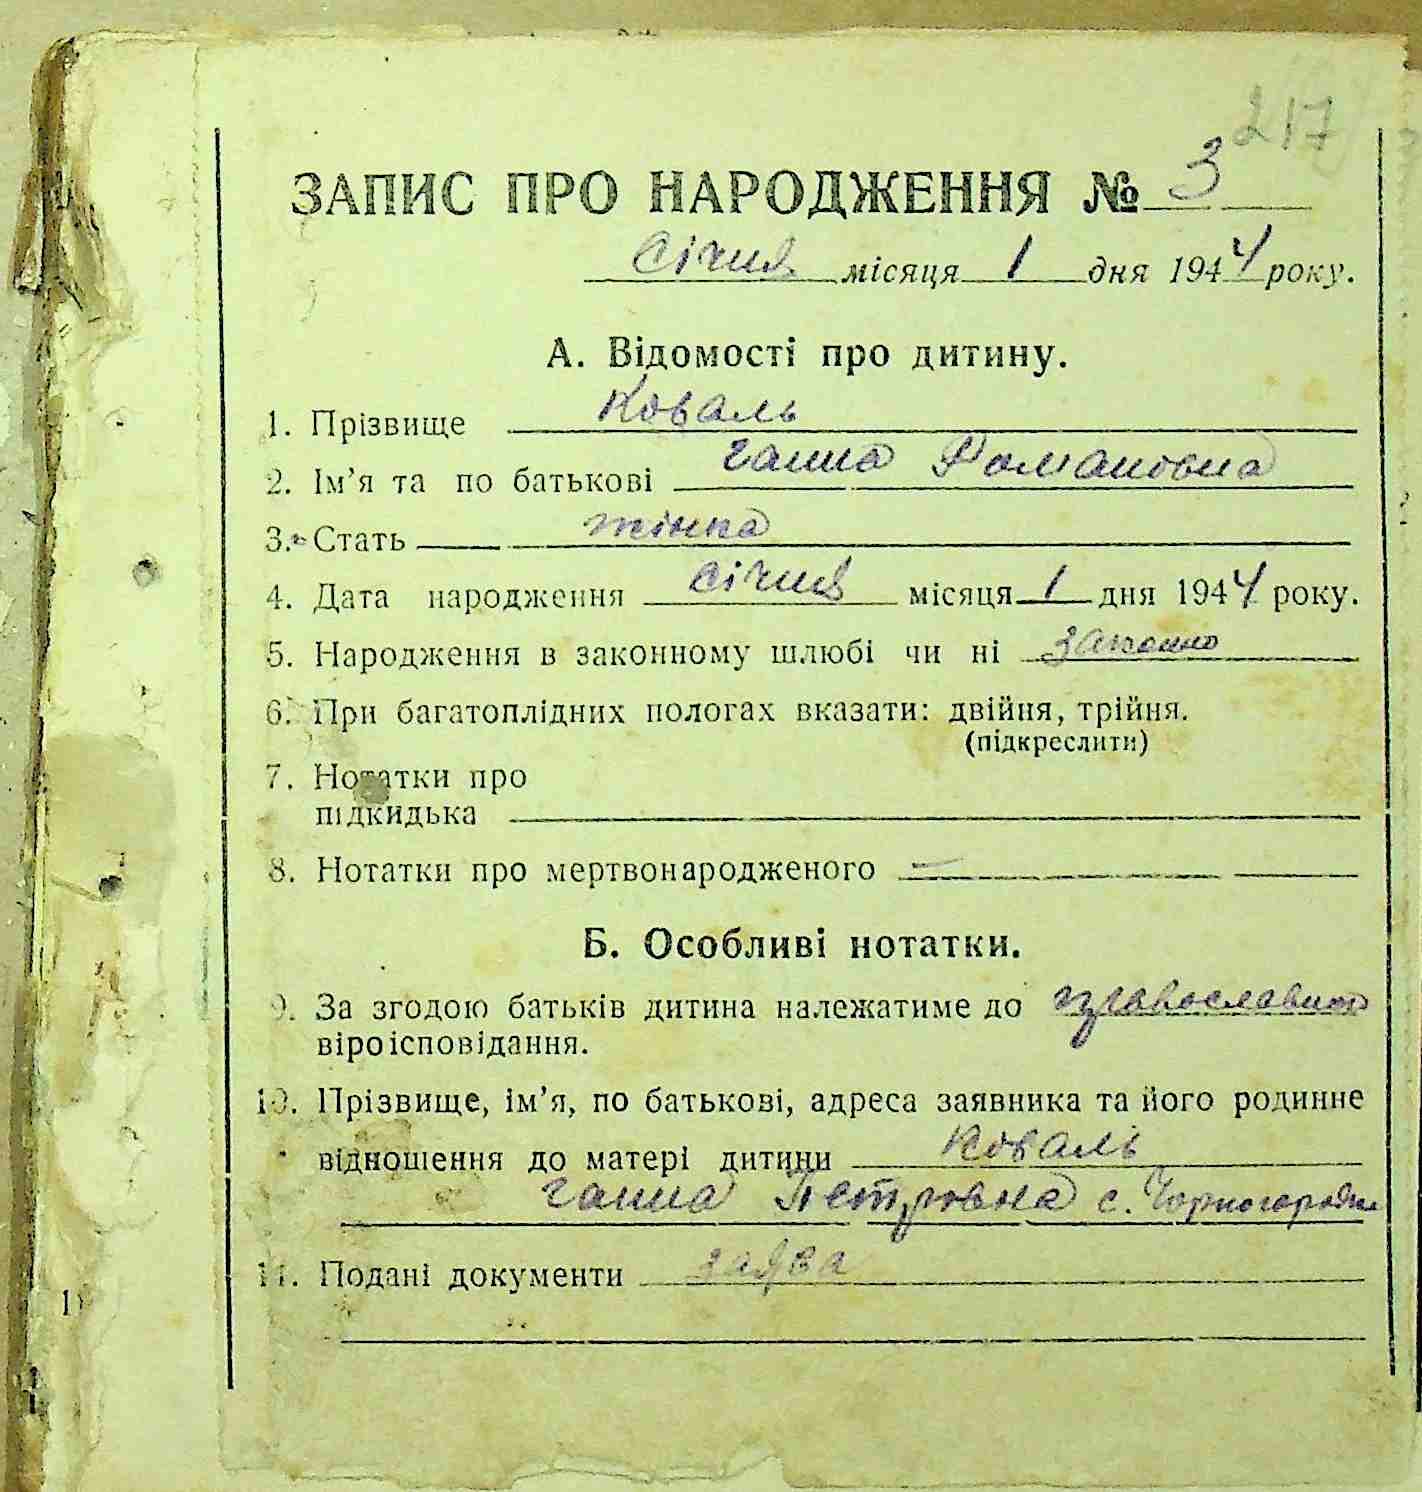 217
ЗАПИС ПРО НАРОДЖЕННЯ № 3
Січня місяця 1 дня 1944 року.
А. Відомості про дитину.
1. Прізвище Коваль
2. Ім’я та по батькові Ганна Романовна
3. Стать жінка
4. Дата народження Січня місяця 1 дня 1944 року.
5. Народження в законному шлюбі чи ні законно
6. При багатоплідних пологах вказати: двійня, трійня.
(підкреслити)
7. Нотатки про
підкидька
8. Нотатки про мертвонародженого —
Б. Особливі нотатки.
9. За згодою батьків дитина належатиме до православного
віроісповідання.
10. Прізвище, ім’я, по батькові, адреса заявника та його родинне
відношення до матері дитини Коваль
Ганна Петровна с. Чорногородка
11. Подані документи заява
1)